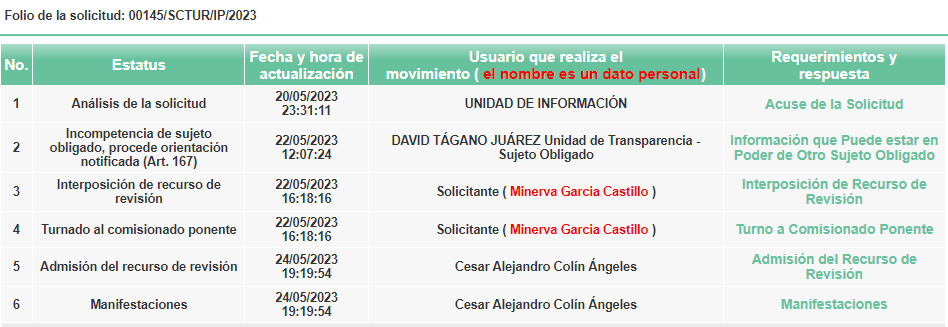 Folio de la solicitud: 00145/SCTUR/IP/2023
No.
Estatus
Fecha y hora de
actualización
Usuario que realiza el
movimiento ( el nombre es un dato personal)
Requerimientos y
respuesta
1
Análisis de la solicitud
20/05/2023
23:31:11
UNIDAD DE INFORMACIÓN
Acuse de la Solicitud
2
Incompetencia de sujeto
obligado, procede orientación
notificada (Art. 167)
22/05/2023
12:07:24
DAVID TÁGANO JUÁREZ Unidad de Transparencia -
Sujeto Obligado
Información que Puede estar en
Poder de Otro Sujeto Obligado
3
Interposición de recurso de
revisión
22/05/2023
16:18:16
Solicitante ( Minerva Garcia Castillo )
Interposición de Recurso de
Revisión
4
Turnado al comisionado ponente
22/05/2023
16:18:16
Solicitante ( Minerva Garcia Castillo )
Turno a Comisionado Ponente
5
Admisión del recurso de revisión
24/05/2023
19:19:54
Cesar Alejandro Colín Ángeles
Admisión del Recurso de
Revisión
6
Manifestaciones
24/05/2023
19:19:54
Cesar Alejandro Colín Ángeles
Manifestaciones